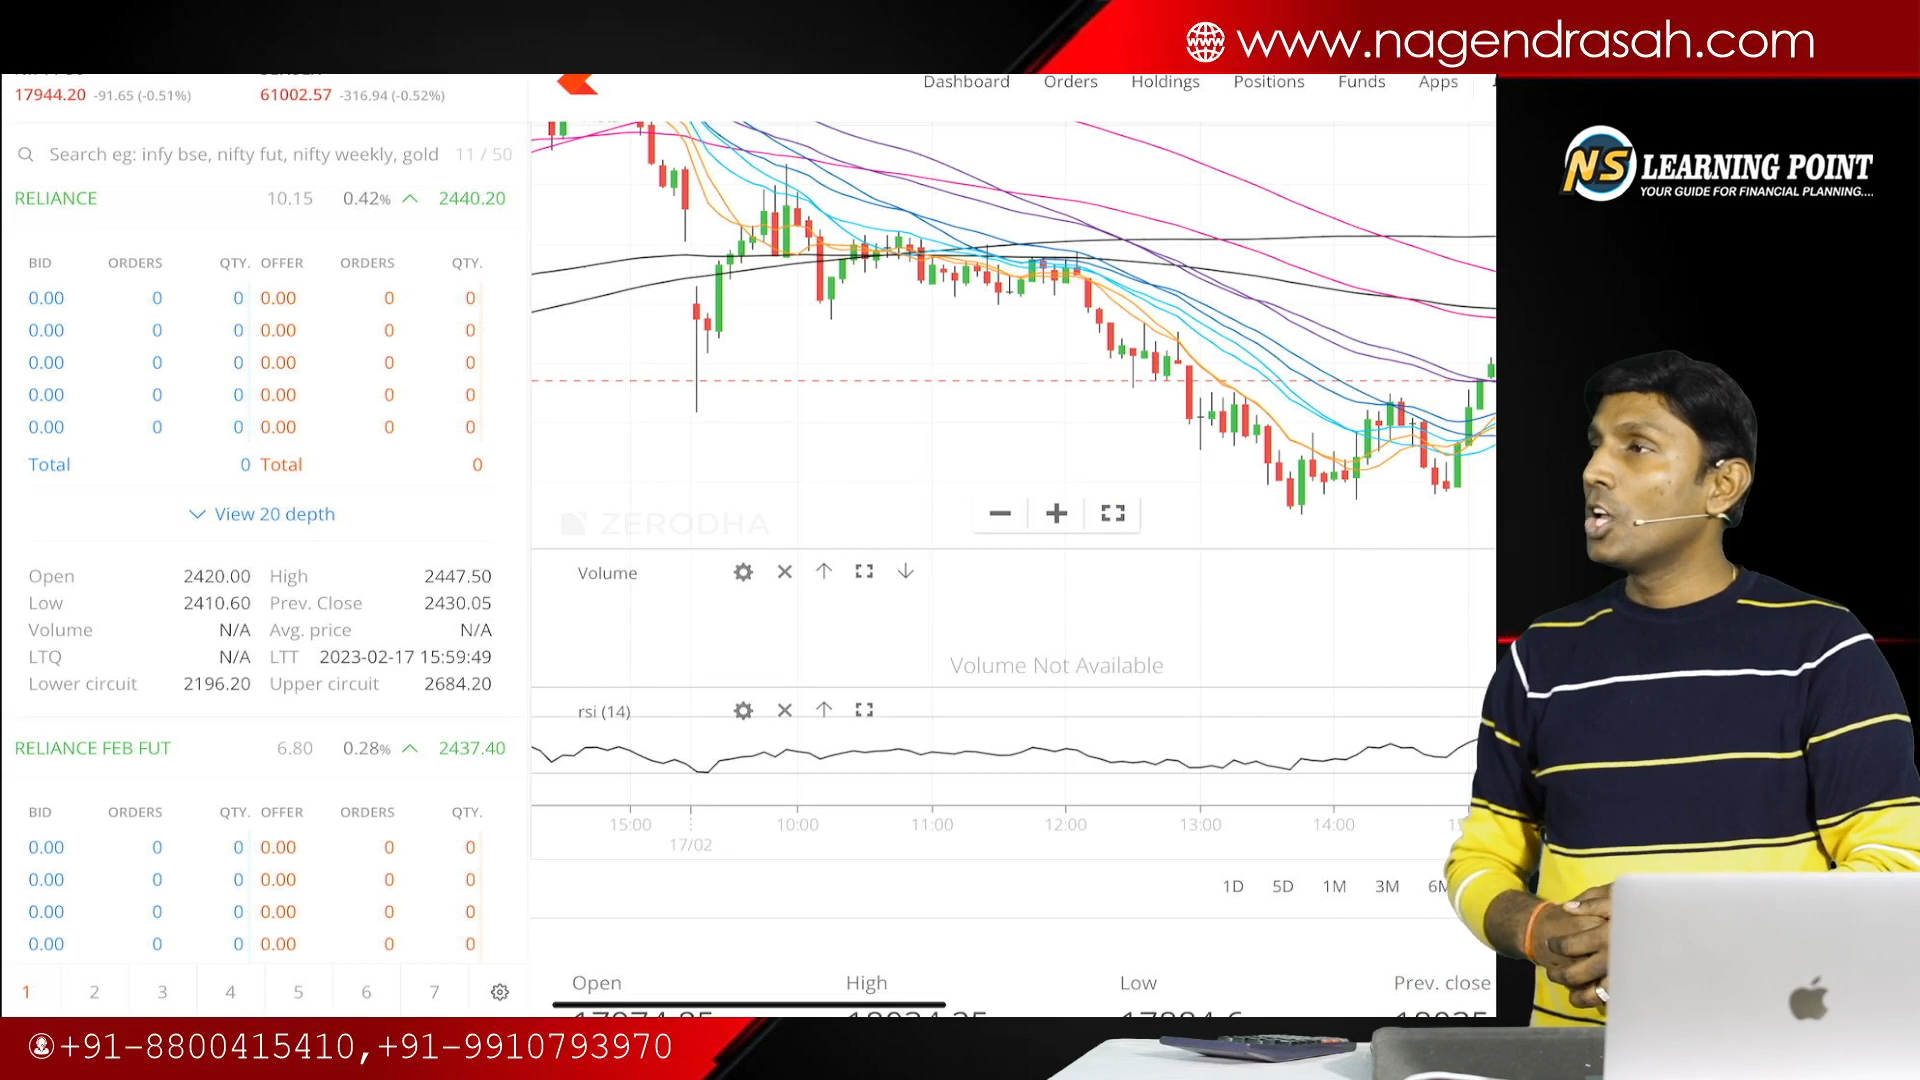 www.nagendrasah.com
NS LEARNING POINT
YOUR GUIDE FOR FINANCIAL PLANNING....
17944.20 -91.65 (-0.51%) 61002.57 -316.94 (-0.52%)
Dashboard Orders Holdings Positions Funds Apps
Search eg: infy bse, nifty fut, nifty weekly, gold 11 / 50
RELIANCE 10.15 0.42% 2440.20
BID ORDERS QTY. OFFER ORDERS QTY.
0.00 0 0 0.00 0 0
0.00 0 0 0.00 0 0
0.00 0 0 0.00 0 0
0.00 0 0 0.00 0 0
0.00 0 0 0.00 0 0
Total 0 Total 0
View 20 depth
Open 2420.00 High 2447.50
Low 2410.60 Prev. Close 2430.05
Volume N/A Avg. price N/A
LTQ N/A LTT 2023-02-17 15:59:49
Lower circuit 2196.20 Upper circuit 2684.20
RELIANCE FEB FUT 6.80 0.28% 2437.40
BID ORDERS QTY. OFFER ORDERS QTY.
0.00 0 0 0.00 0 0
0.00 0 0 0.00 0 0
0.00 0 0 0.00 0 0
0.00 0 0 0.00 0 0
1 2 3 4 5 6 7
ZERODHA
Volume
Volume Not Available
rsi (14)
15:00 10:00 11:00 12:00 13:00 14:00
17/02
1D 5D 1M 3M
Open High Low Prev. close
+91-8800415410,+91-9910793970